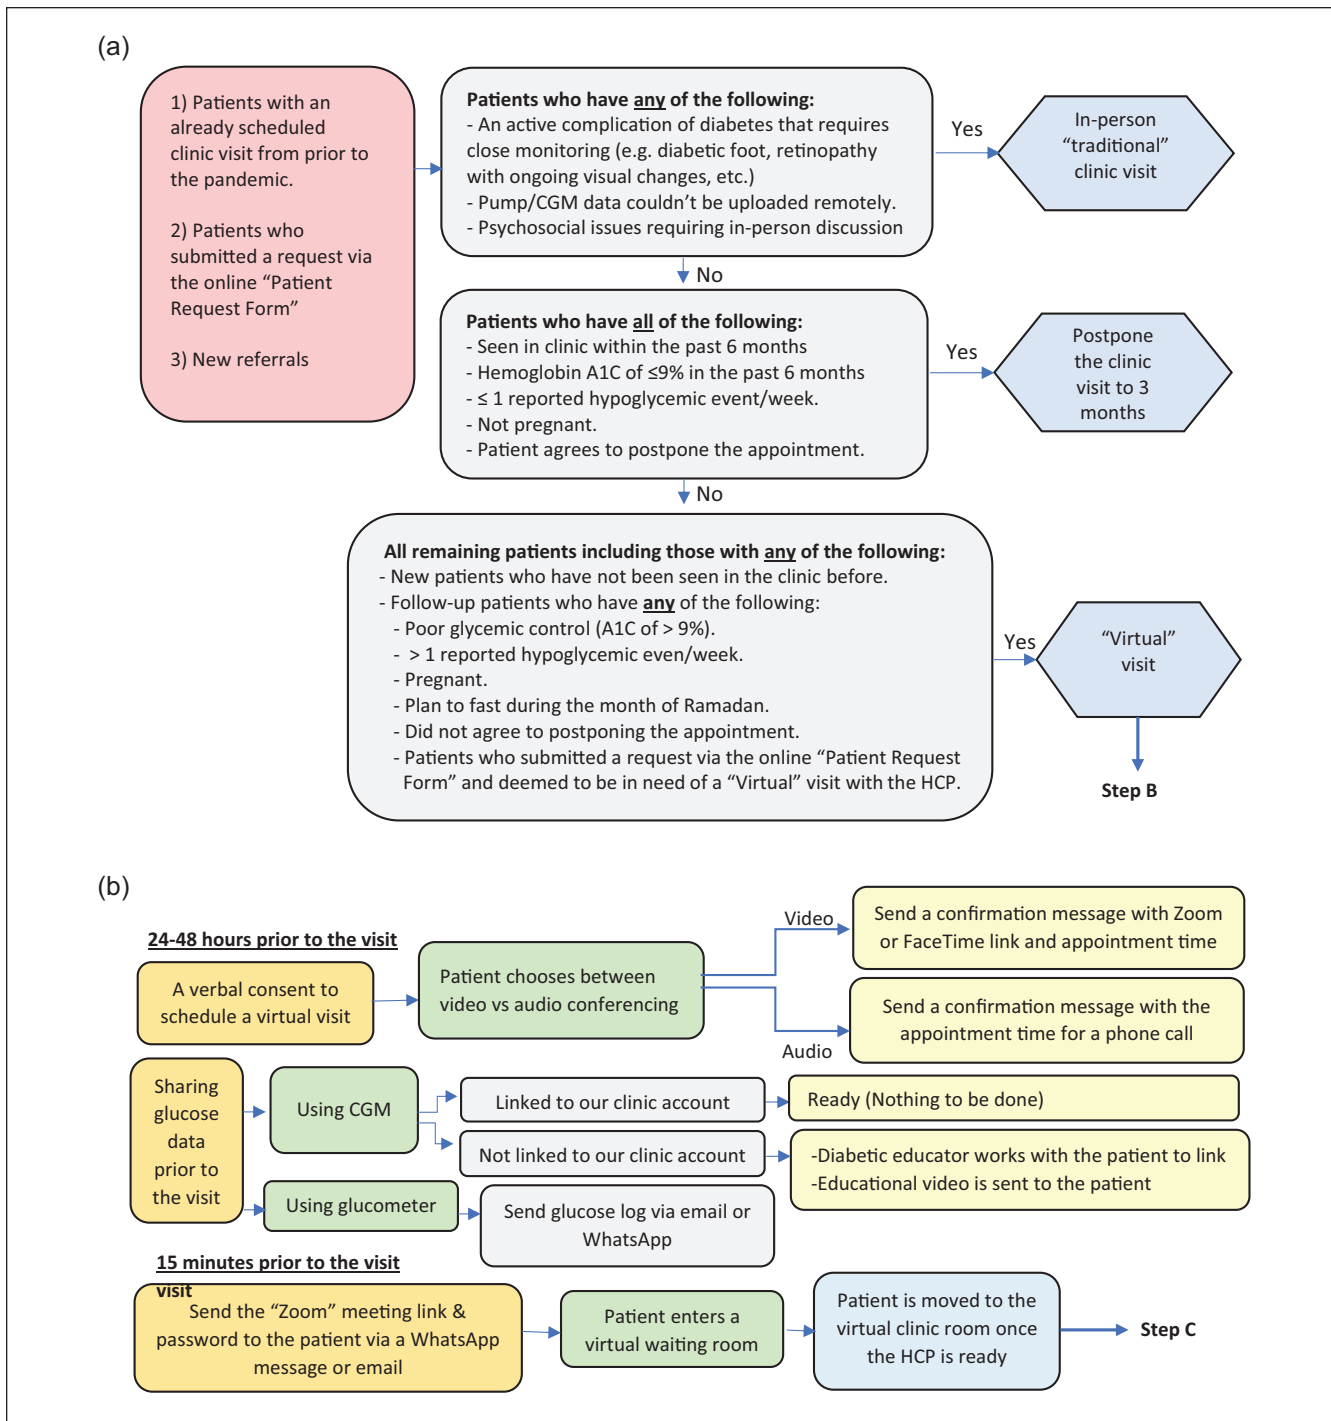 (a)
1) Patients with an
already scheduled
clinic visit from prior to
the pandemic.
2) Patients who
submitted a request via
the online “Patient
Request Form”
3) New referrals
Patients who have any of the following:
- An active complication of diabetes that requires
close monitoring (e.g. diabetic foot, retinopathy
with ongoing visual changes, etc.)
- Pump/CGM data couldn’t be uploaded remotely.
- Psychosocial issues requiring in-person discussion
Yes
In-person
“traditional”
clinic visit
No
Patients who have all of the following:
- Seen in clinic within the past 6 months
- Hemoglobin A1C of ≤9% in the past 6 months
- ≤ 1 reported hypoglycemic event/week.
- Not pregnant.
- Patient agrees to postpone the appointment.
Yes
Postpone
the clinic
visit to 3
months
No
All remaining patients including those with any of the following:
- New patients who have not been seen in the clinic before.
- Follow-up patients who have any of the following:
- Poor glycemic control (A1C of > 9%).
- > 1 reported hypoglycemic even/week.
- Pregnant.
- Plan to fast during the month of Ramadan.
- Did not agree to postponing the appointment.
- Patients who submitted a request via the online “Patient Request
Form” and deemed to be in need of a “Virtual” visit with the HCP.
Yes
“Virtual”
visit
Step B
(b)
24-48 hours prior to the visit
A verbal consent to
schedule a virtual visit
Patient chooses between
video vs audio conferencing
Video
Send a confirmation message with Zoom
or FaceTime link and appointment time
Audio
Send a confirmation message with the
appointment time for a phone call
Sharing
glucose
data
prior to
the visit
Using CGM
Linked to our clinic account
Ready (Nothing to be done)
Not linked to our clinic account
-Diabetic educator works with the patient to link
-Educational video is sent to the patient
Using glucometer
Send glucose log via email or
WhatsApp
15 minutes prior to the visit
visit
Send the “Zoom” meeting link &
password to the patient via a WhatsApp
message or email
Patient enters a
virtual waiting room
Patient is moved to the
virtual clinic room once
the HCP is ready
Step C